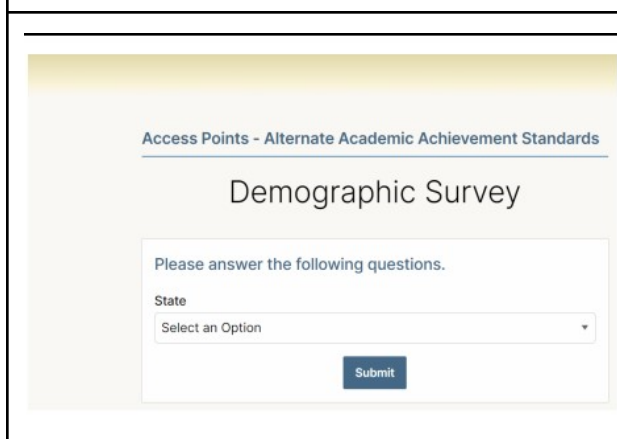 Access Points - Alternate Academic Achievement Standards
Demographic Survey
Please answer the following questions.
State
Select an Option
Submit